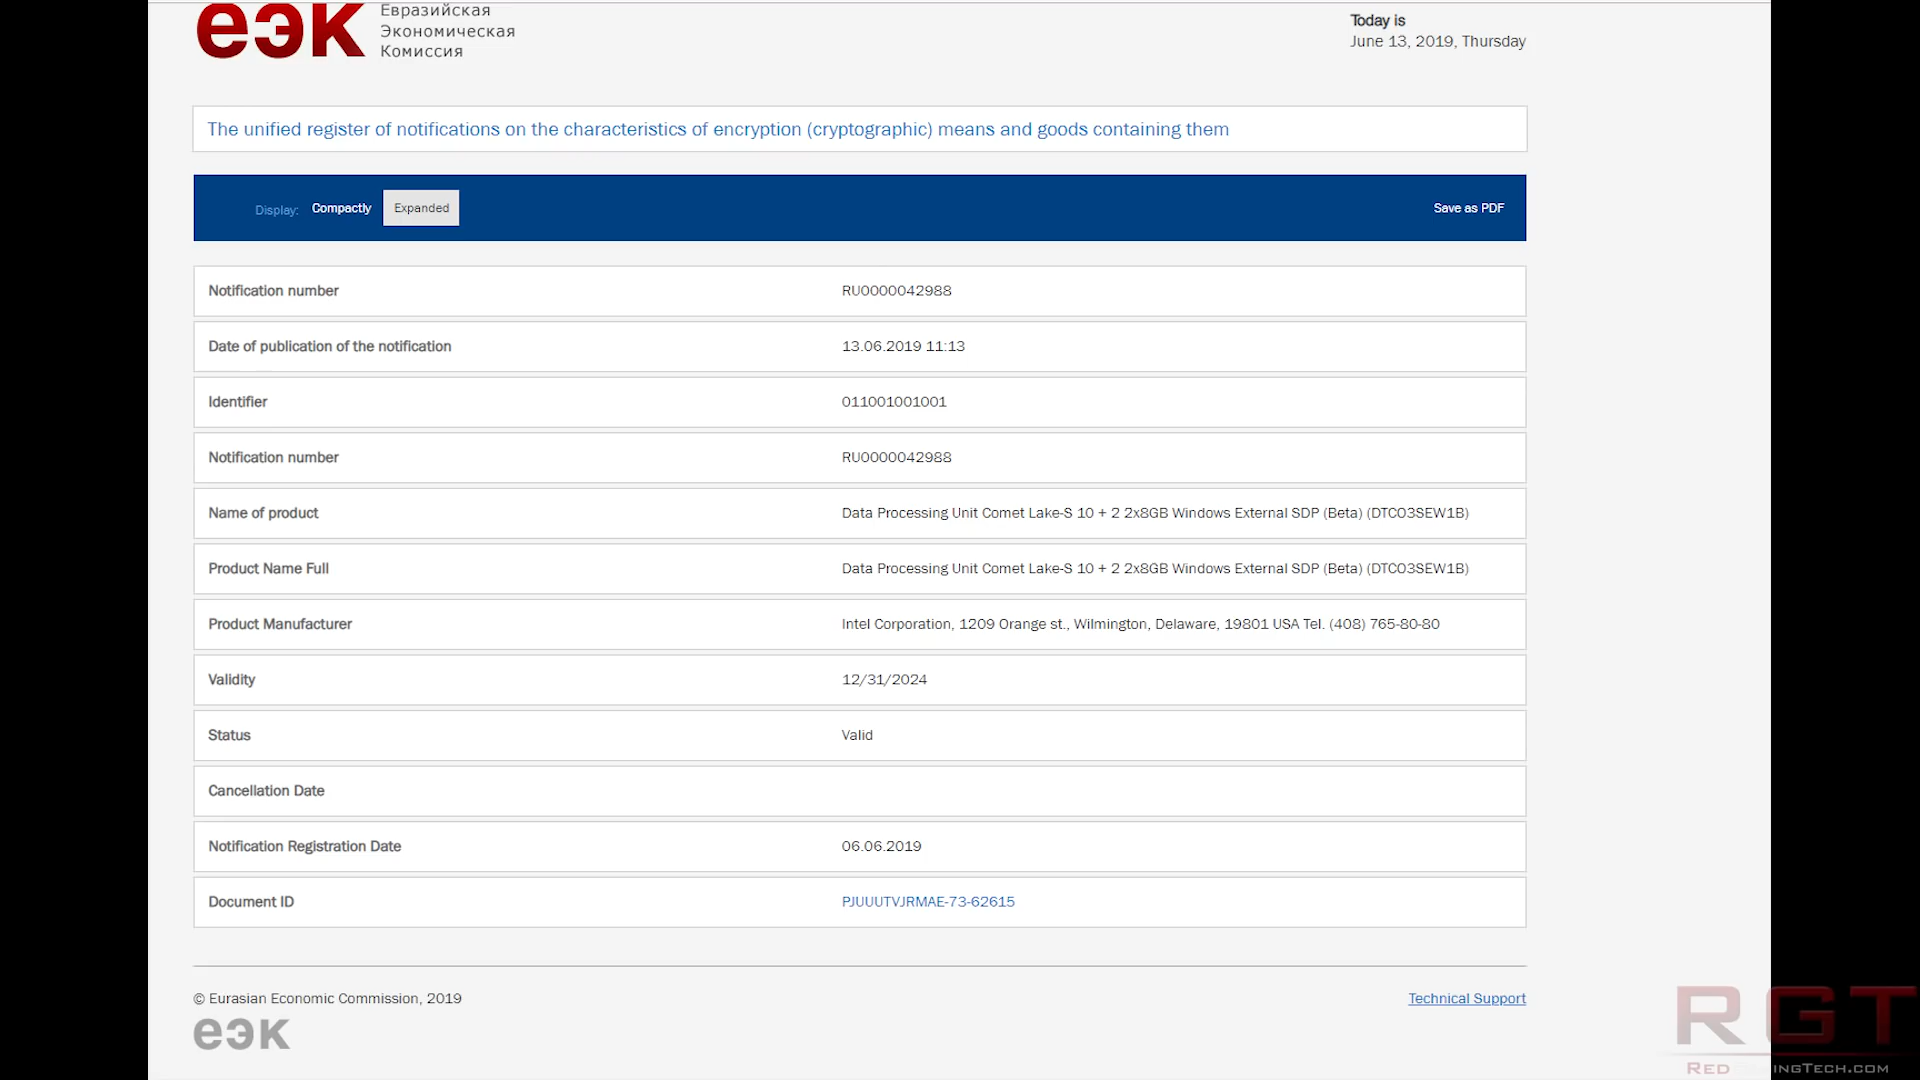 еэк Евразийская
Экономическая
Комиссия
Today is
June 13, 2019, Thursday
The unified register of notifications on the characteristics of encryption (cryptographic) means and goods containing them
Display: Compactly Expanded Save as PDF
Notification number RU0000042988
Date of publication of the notification 13.06.2019 11:13
Identifier 011001001001
Notification number RU0000042988
Name of product Data Processing Unit Comet Lake-S 10 + 2 2x8GB Windows External SDP (Beta) (DTCO3SEW1B)
Product Name Full Data Processing Unit Comet Lake-S 10 + 2 2x8GB Windows External SDP (Beta) (DTCO3SEW1B)
Product Manufacturer Intel Corporation, 1209 Orange st., Wilmington, Delaware, 19801 USA Tel. (408) 765-80-80
Validity 12/31/2024
Status Valid
Cancellation Date
Notification Registration Date 06.06.2019
Document ID PJUUUTVJRMAE-73-62615
© Eurasian Economic Commission, 2019 Technical Support
еэк
RGT